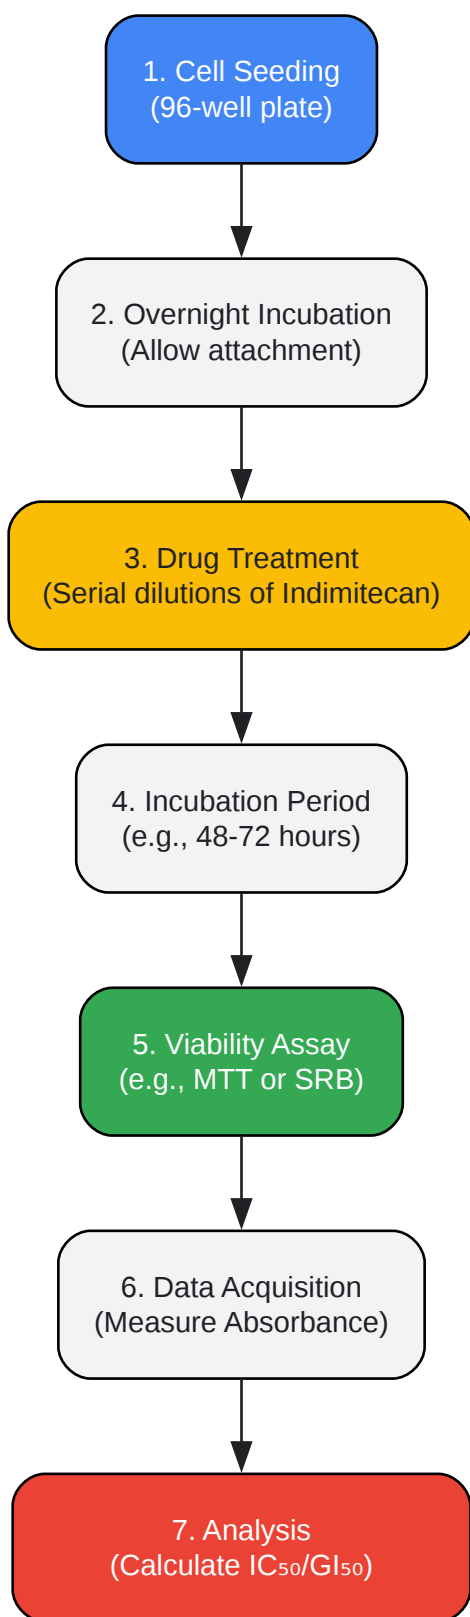 1. Cell Seeding
(96-well plate)
2. Overnight Incubation
(Allow attachment)
3. Drug Treatment
(Serial dilutions of Indimitecan)
4. Incubation Period
(e.g., 48-72 hours)
5. Viability Assay
(e.g., MTT or SRB)
6. Data Acquisition
(Measure Absorbance)
7. Analysis
(Calculate IC₅₀/GI₅₀)